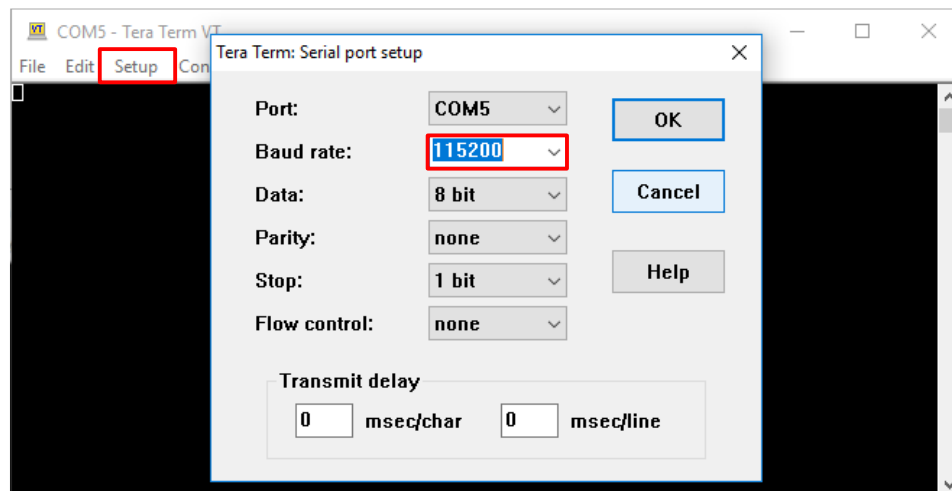 VT COM5 - Tera Term VT
File Edit Setup Con
Tera Term: Serial port setup
Port: COM5
OK
Baud rate: 115200
Data: 8 bit
Cancel
Parity: none
Stop: 1 bit
Help
Flow control: none
Transmit delay
0 msec/char 0 msec/line